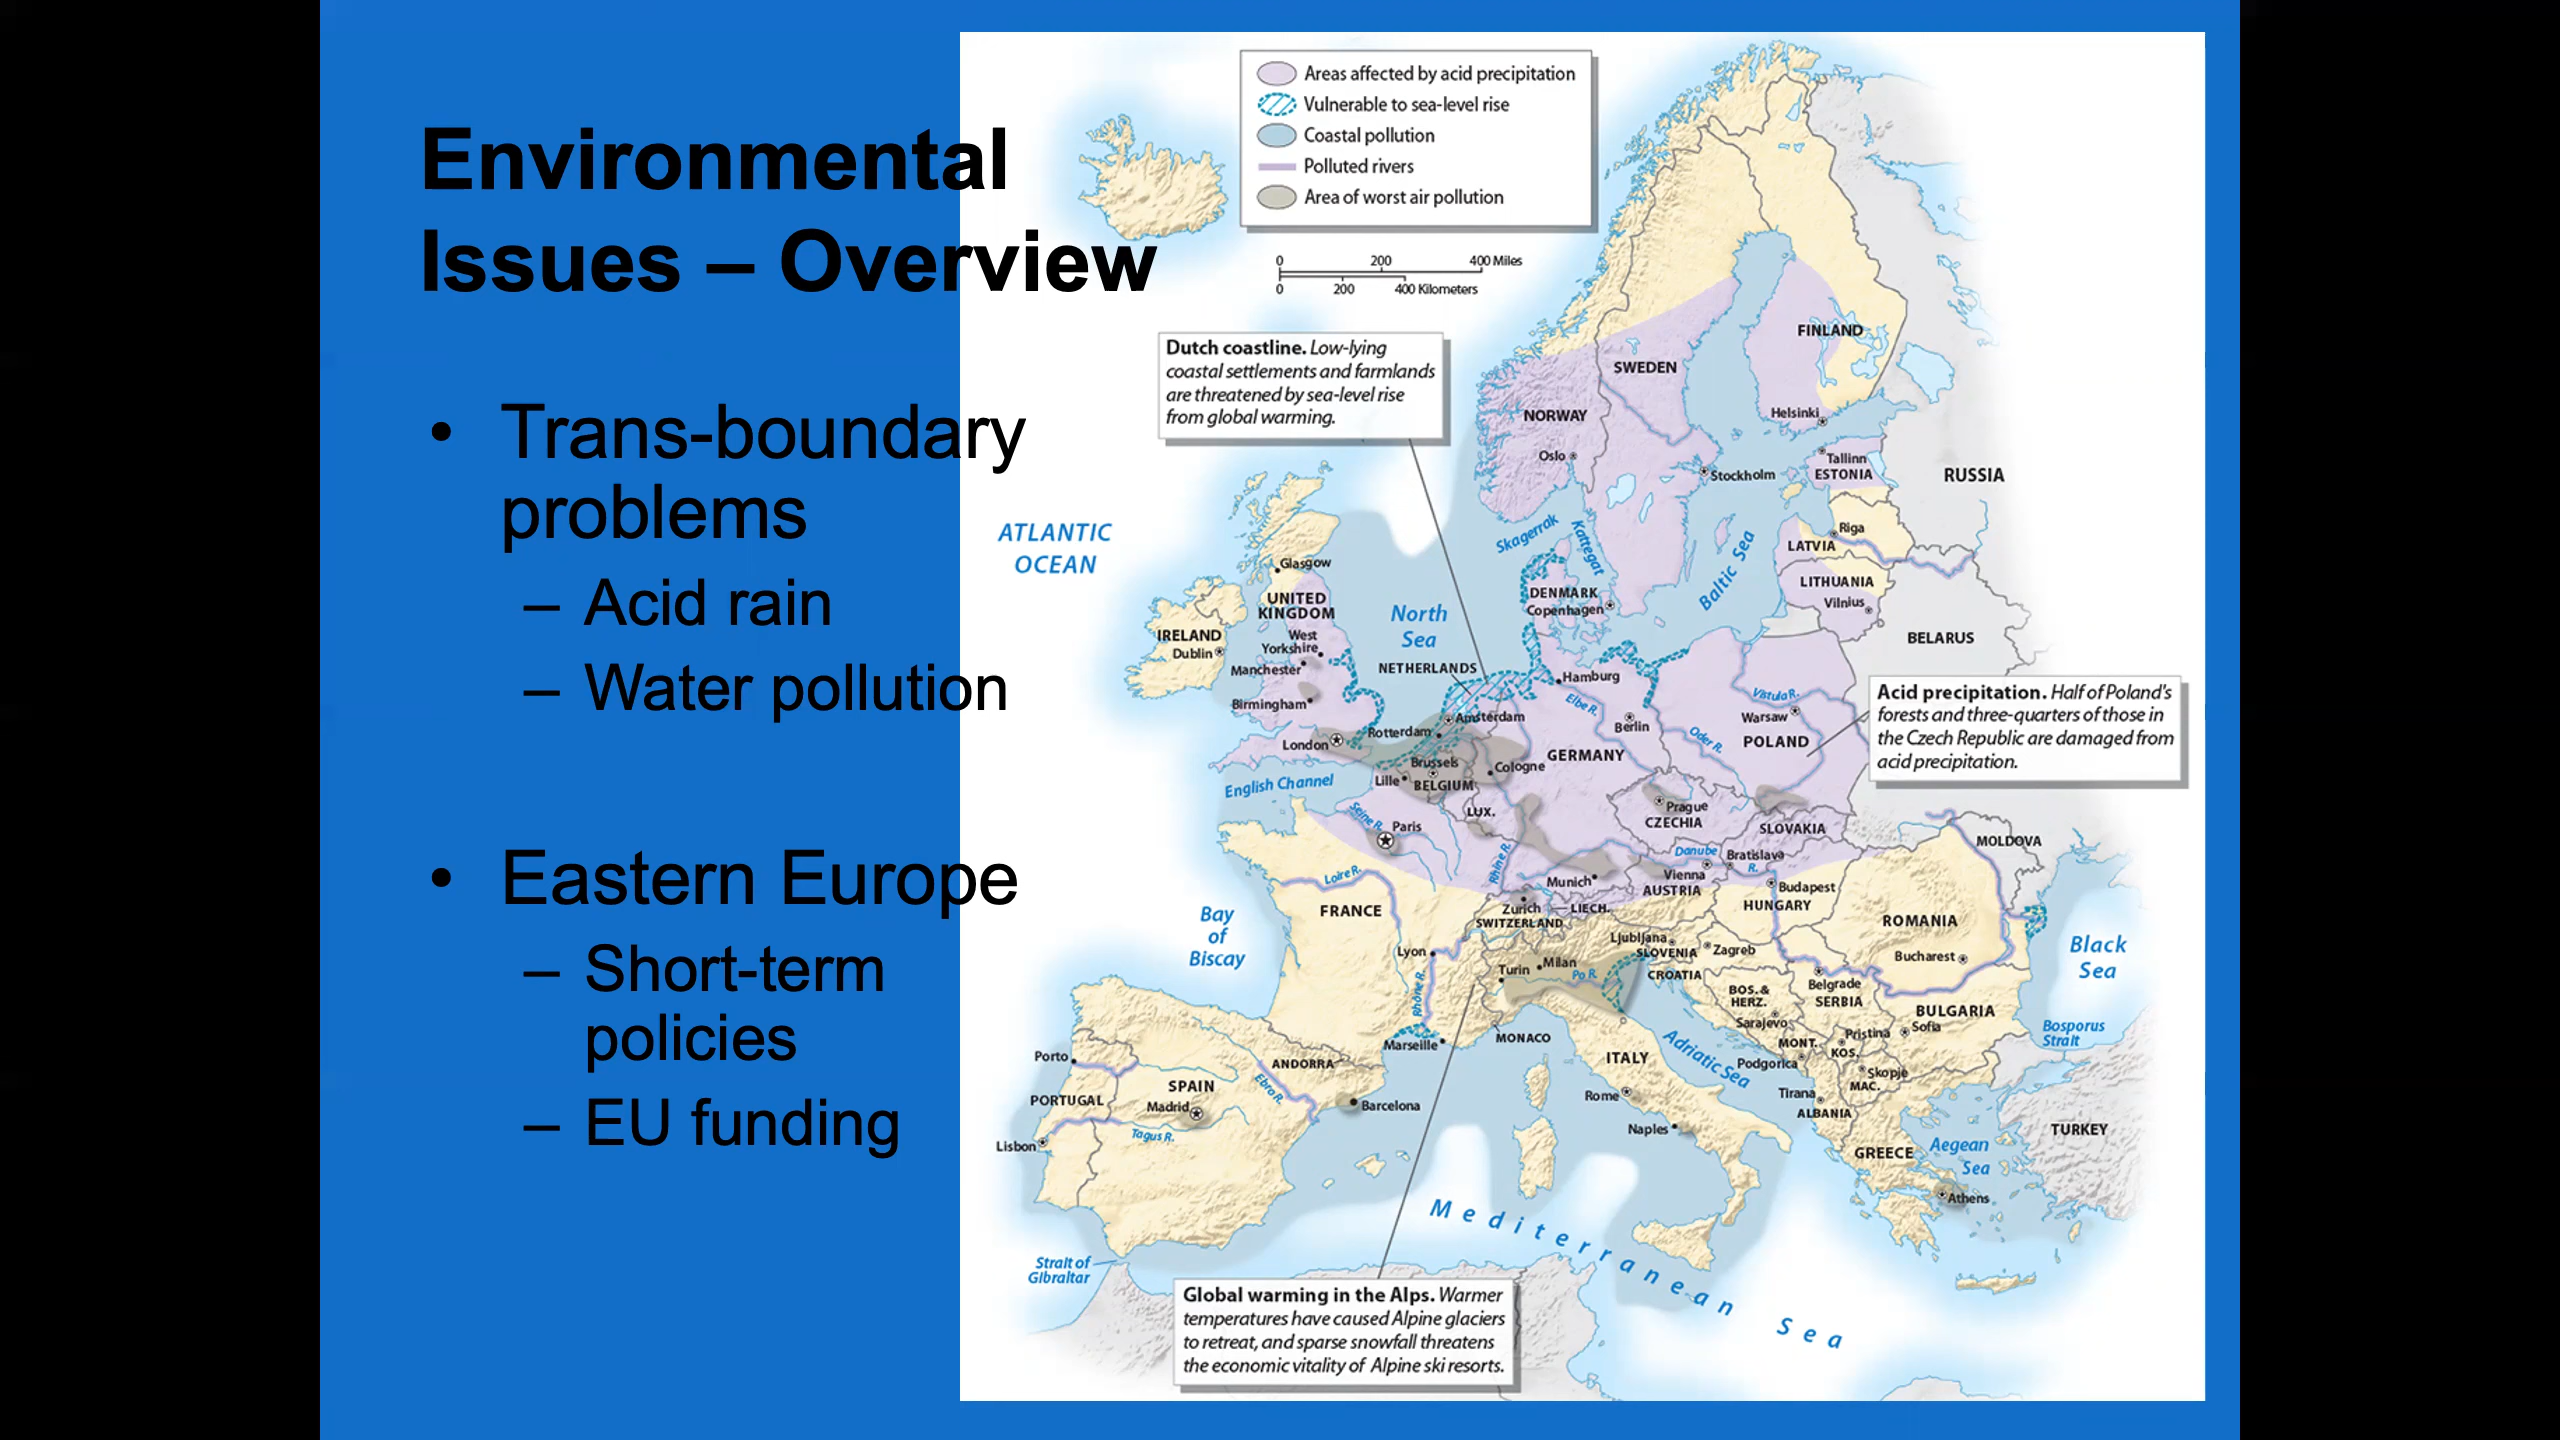 Environmental
Issues – Overview
• Trans-boundary
problems
– Acid rain
– Water pollution
• Eastern Europe
– Short-term
policies
– EU funding
Areas affected by acid precipitation
Vulnerable to sea-level rise
Coastal pollution
Polluted rivers
Area of worst air pollution
0 200 400 Miles
0 200 400 Kilometers
Dutch coastline. Low-lying
coastal settlements and farmlands
are threatened by sea-level rise
from global warming.
FINLAND
SWEDEN
NORWAY
Helsinki
Oslo
Tallinn
ESTONIA
Stockholm
RUSSIA
ATLANTIC
OCEAN
Skagerrak
Kattegat
Baltic Sea
Riga
LATVIA
LITHUANIA
Vilnius
Glasgow
UNITED
KINGDOM
DENMARK
Copenhagen
North
Sea
IRELAND
Dublin
West
Yorkshire
Manchester
Birmingham
London
BELARUS
NETHERLANDS
Hamburg
Elbe R.
Amsterdam
Rotterdam
Berlin
Vistula R.
Warsaw
POLAND
Oder R.
Acid precipitation. Half of Poland's
forests and three-quarters of those in
the Czech Republic are damaged from
acid precipitation.
GERMANY
Brussels
Cologne
Lille
BELGIUM
English Channel
LUX.
Seine R.
Paris
Prague
CZECHIA
SLOVAKIA
MOLDOVA
Danube
R.
Bratislava
Vienna
AUSTRIA
Rhine R.
Munich
Loire R.
Budapest
HUNGARY
FRANCE
Zurich
LIECH.
SWITZERLAND
ROMANIA
Bucharest
Bay
of
Biscay
Black
Sea
Lyon
Ljubljana
SLOVENIA
Zagreb
CROATIA
Turin
Milan
Po R.
Rhône R.
BOS. &
HERZ.
Sarajevo
Belgrade
SERBIA
BULGARIA
Sofia
Pristina
MONT.
KOS.
Podgorica
Skopje
MAC.
Tirana
ALBANIA
Bosporus
Strait
Marseille
MONACO
ITALY
Adriatic Sea
Porto
ANDORRA
SPAIN
Ebro R.
PORTUGAL
Madrid
Barcelona
Rome
Naples
Lisbon
Tagus R.
GREECE
Aegean
Sea
TURKEY
Athens
Mediterranean Sea
Strait of
Gibraltar
Global warming in the Alps. Warmer
temperatures have caused Alpine glaciers
to retreat, and sparse snowfall threatens
the economic vitality of Alpine ski resorts.